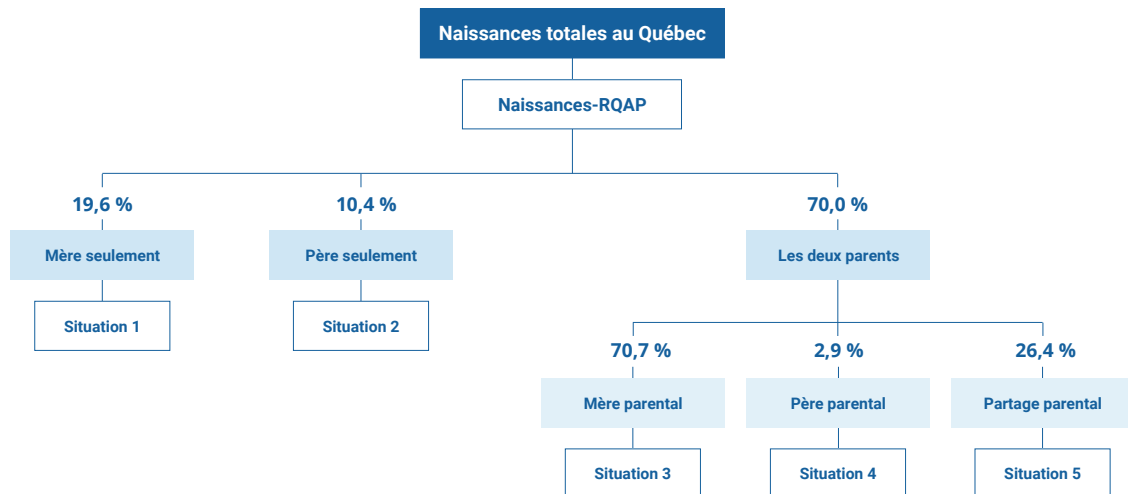 Naissances totales au Québec
Naissances-RQAP
19,6 %
10,4 %
70,0 %
Mère seulement
Père seulement
Les deux parents
Situation 1
Situation 2
70,7 %
2,9 %
26,4 %
Mère parental
Père parental
Partage parental
Situation 3
Situation 4
Situation 5